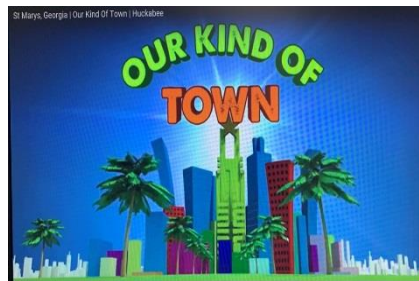 St Marys, Georgia | Our Kind Of Town | Huckabee
OUR KIND OF
TOWN